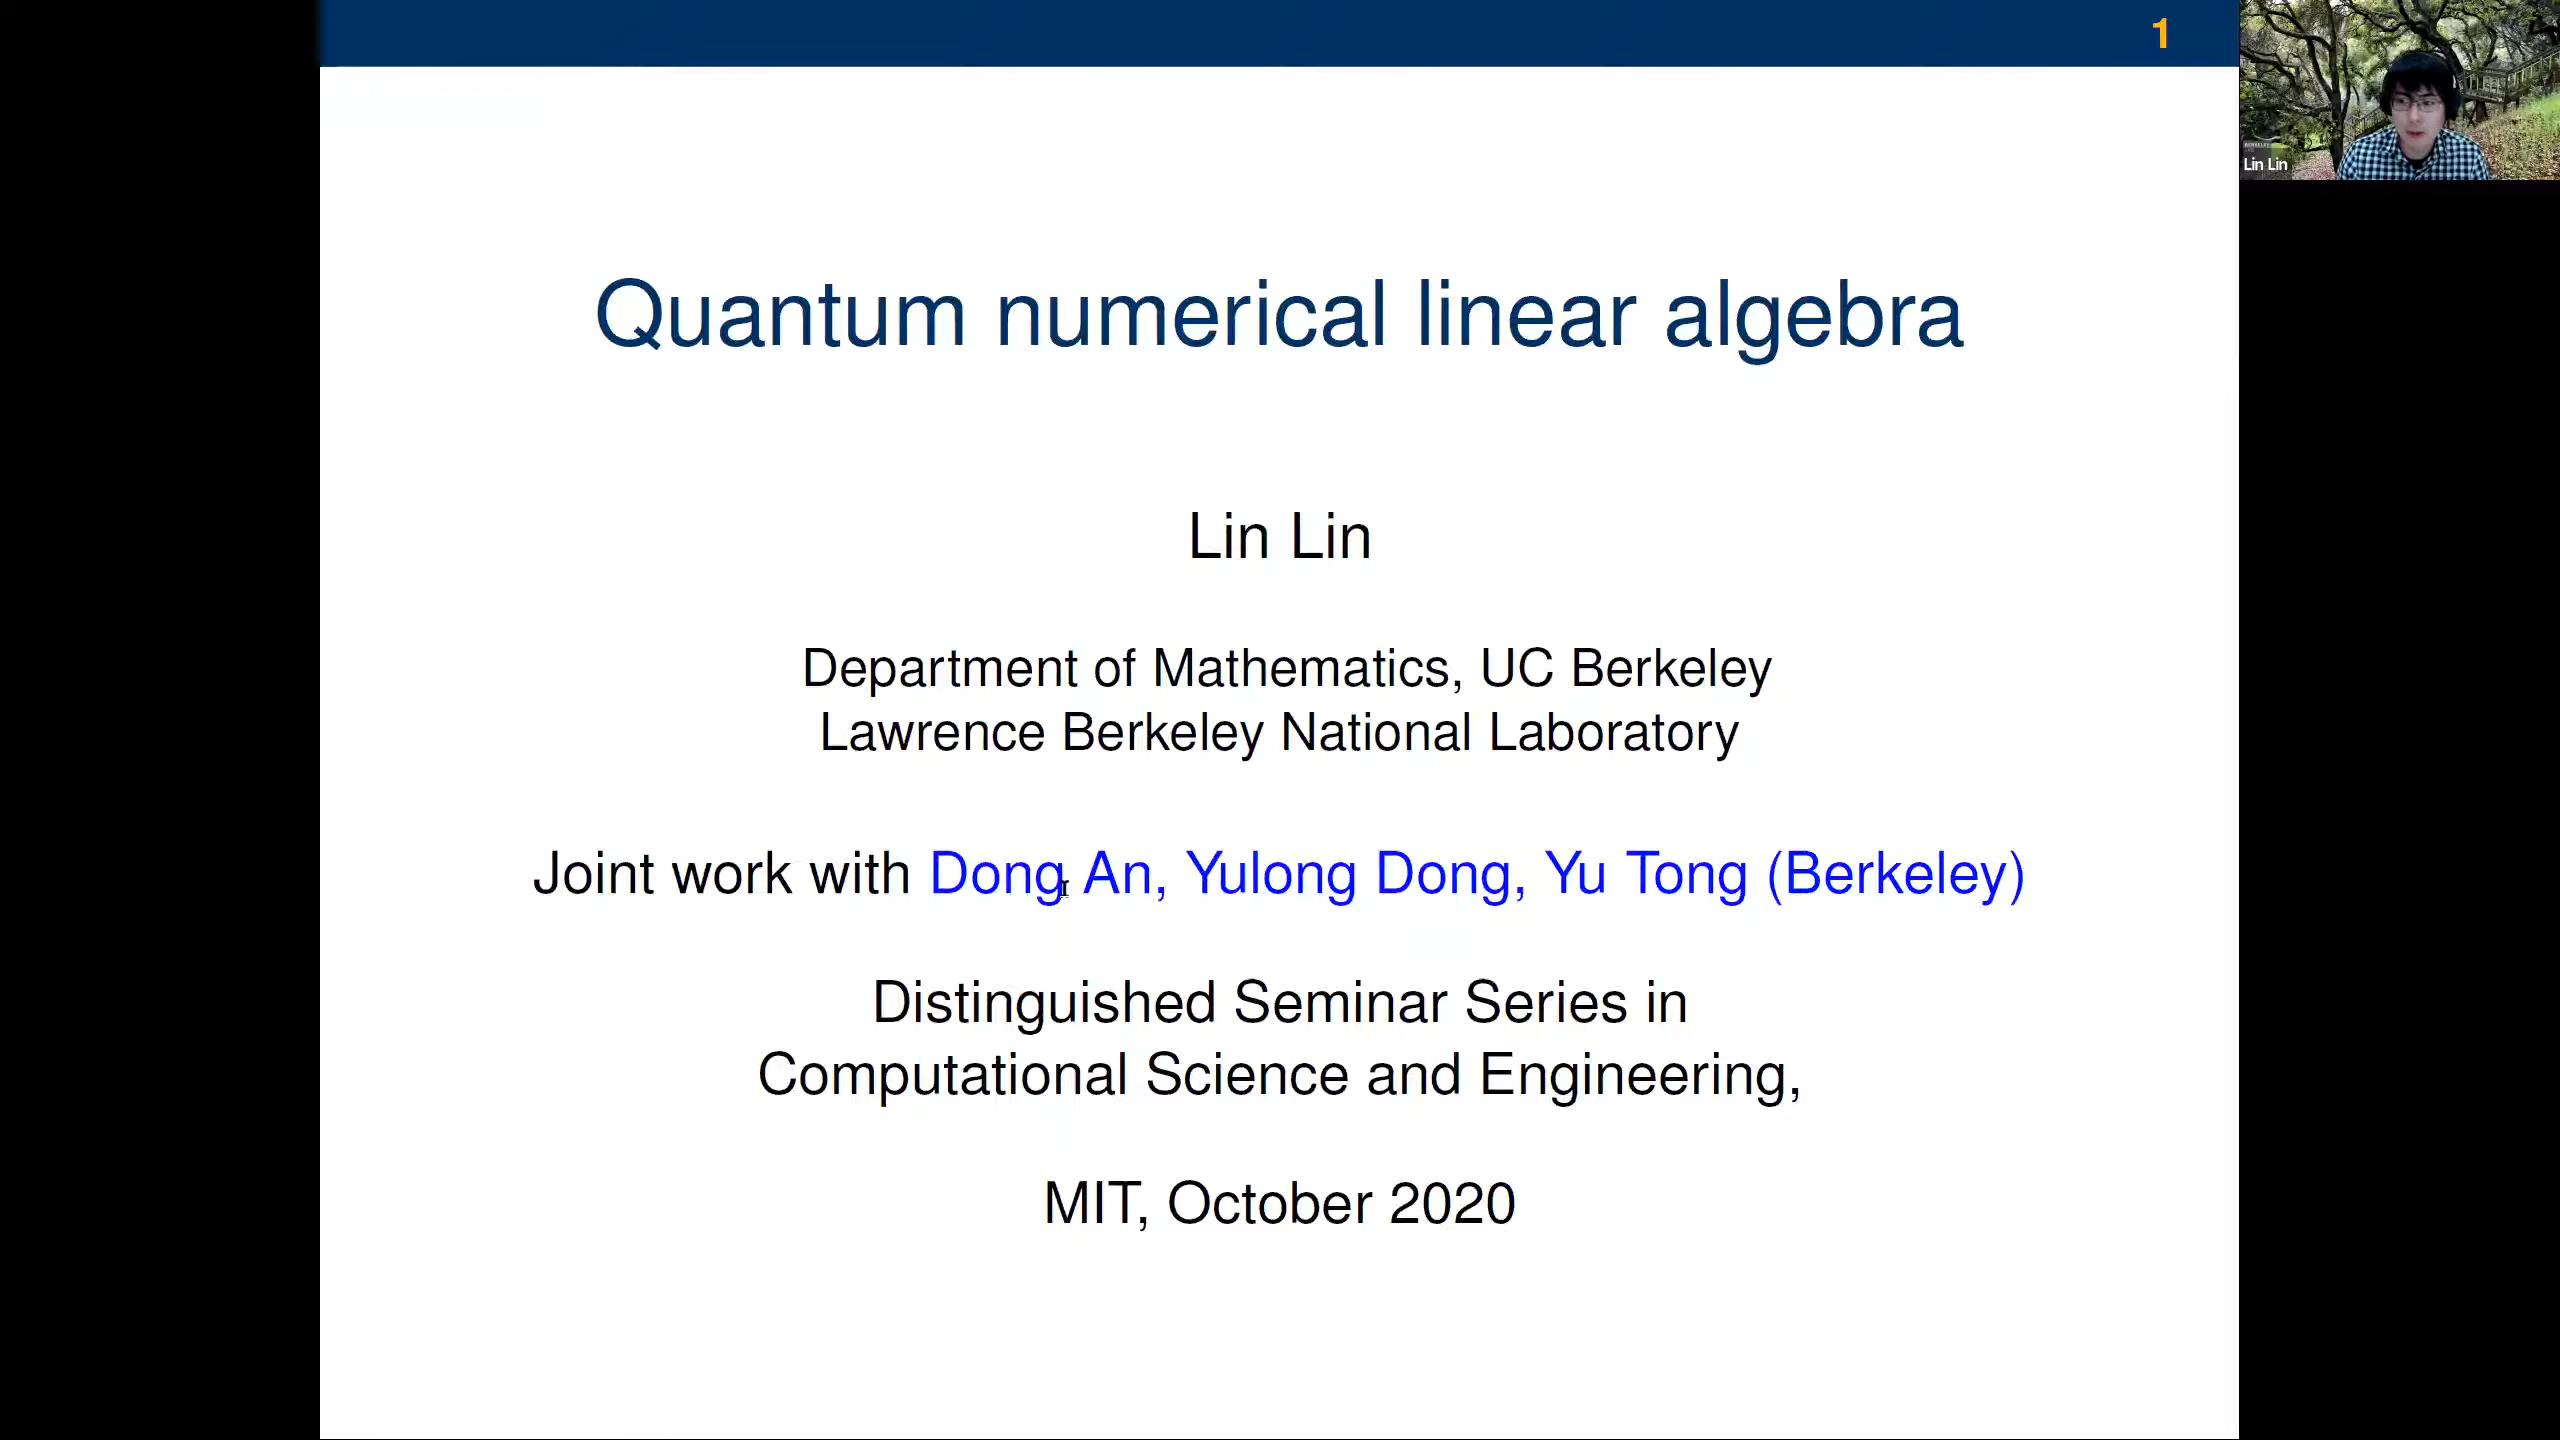 1
Quantum numerical linear algebra
Lin Lin
Department of Mathematics, UC Berkeley
Lawrence Berkeley National Laboratory
Joint work with Dong An, Yulong Dong, Yu Tong (Berkeley)
Distinguished Seminar Series in
Computational Science and Engineering,
MIT, October 2020
Lin Lin